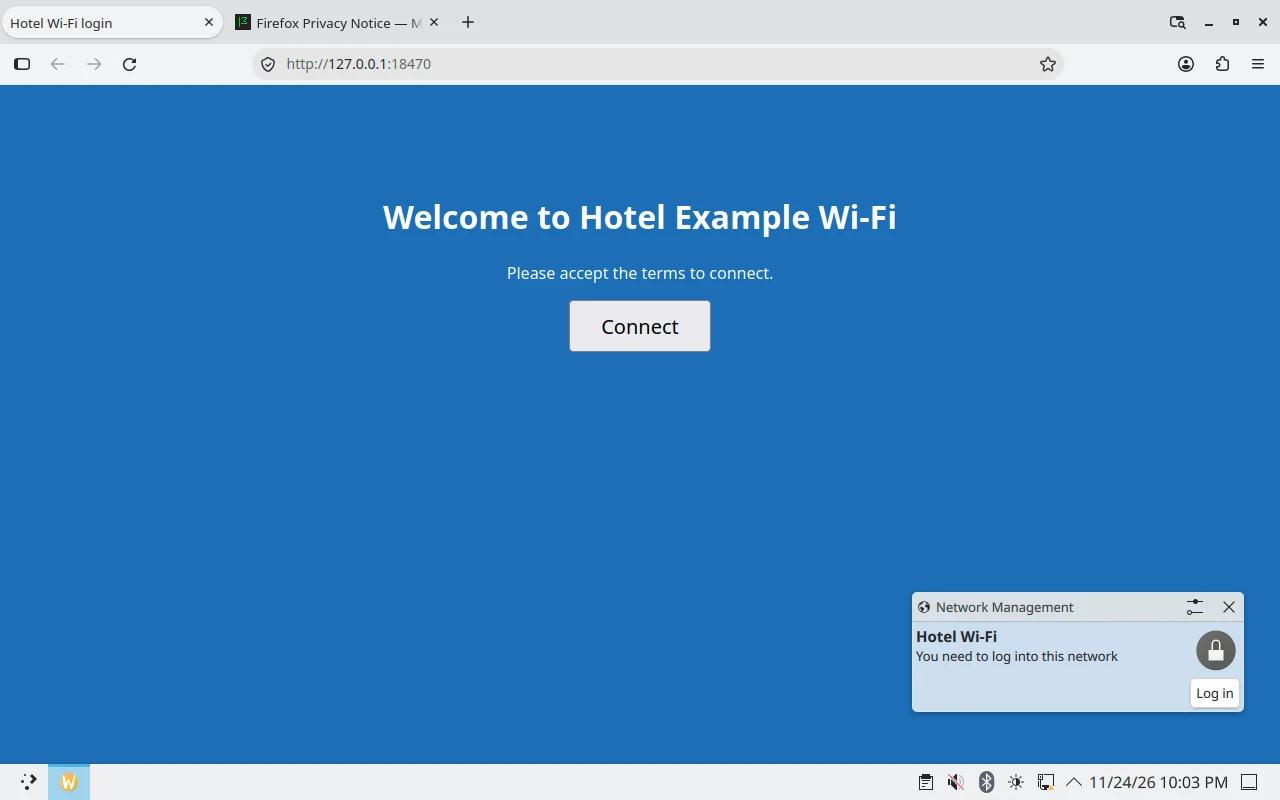 Hotel Wi-Fi login
Firefox Privacy Notice — M
http://127.0.0.1:18470
Welcome to Hotel Example Wi-Fi
Please accept the terms to connect.
Connect
Network Management
Hotel Wi-Fi
You need to log into this network
Log in
11/24/26 10:03 PM